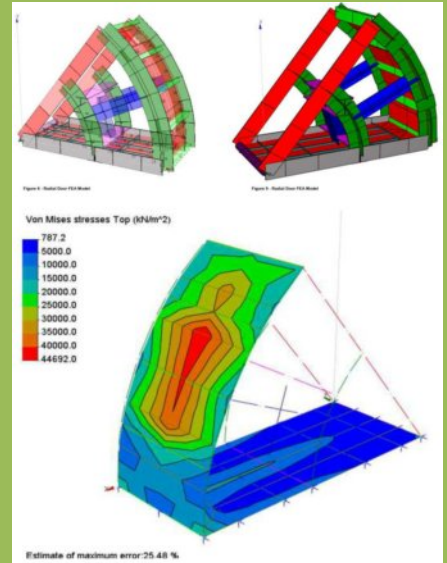 Figure 8 - Radial Door FEA Model
Figure 9 - Radial Door FEA Model
Von Mises stresses Top (kN/m^2)
787.2
5000.0
10000.0
15000.0
20000.0
25000.0
30000.0
35000.0
40000.0
44692.0
Estimate of maximum error:25.48 %